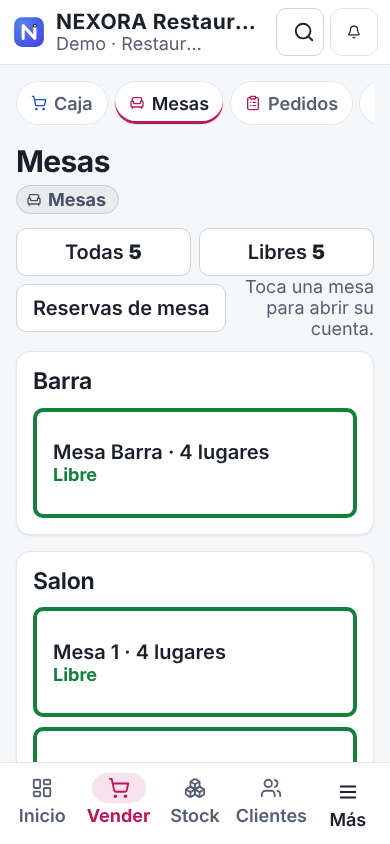 NEXORA Restaur...
Demo · Restaur...
Caja
Mesas
Pedidos
Mesas
Mesas
Todas 5
Libres 5
Reservas de mesa
Toca una mesa
para abrir su
cuenta.
Barra
Mesa Barra · 4 lugares
Libre
Salon
Mesa 1 · 4 lugares
Libre
Inicio
Vender
Stock
Clientes
Más